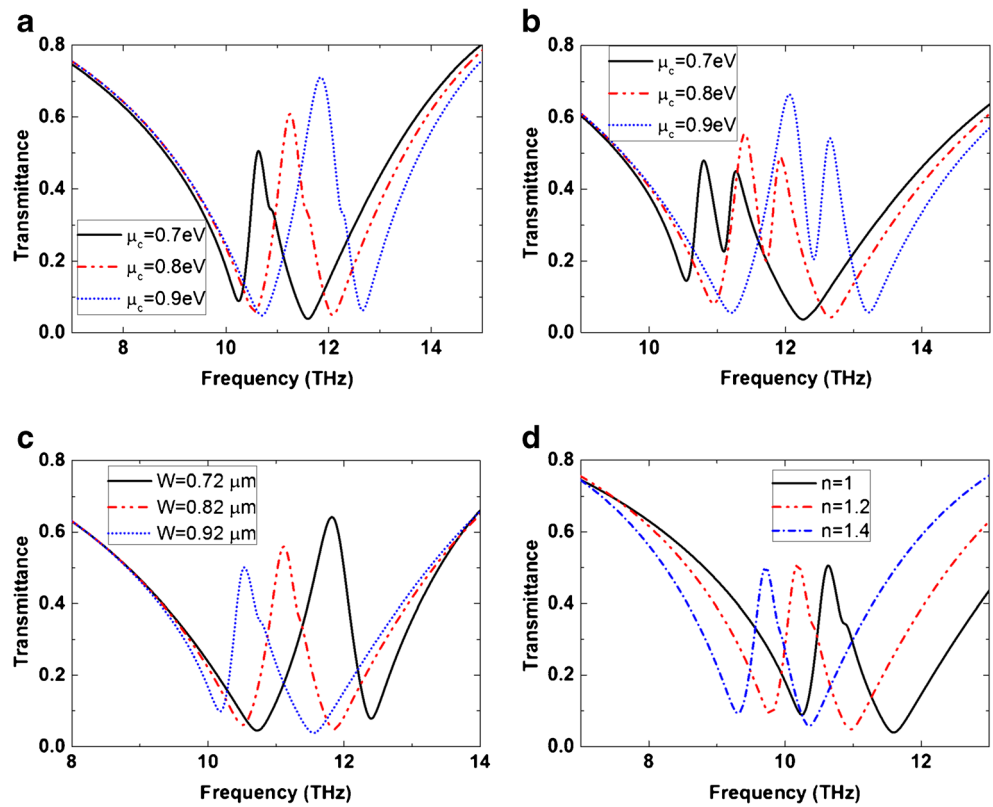 a
0.8
0.6
0.4
0.2
0.0
Transmittance
μc=0.7eV
μc=0.8eV
μc=0.9eV
8 10 12 14
Frequency (THz)
b
0.8
0.6
0.4
0.2
0.0
Transmittance
μc=0.7eV
μc=0.8eV
μc=0.9eV
10 12 14
Frequency (THz)
c
0.8
0.6
0.4
0.2
0.0
Transmittance
W=0.72 μm
W=0.82 μm
W=0.92 μm
8 10 12 14
Frequency (THz)
d
0.8
0.6
0.4
0.2
0.0
Transmittance
n=1
n=1.2
n=1.4
8 10 12
Frequency (THz)